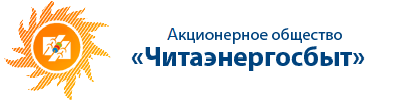 Акционерное общество
«Читаэнергосбыт»